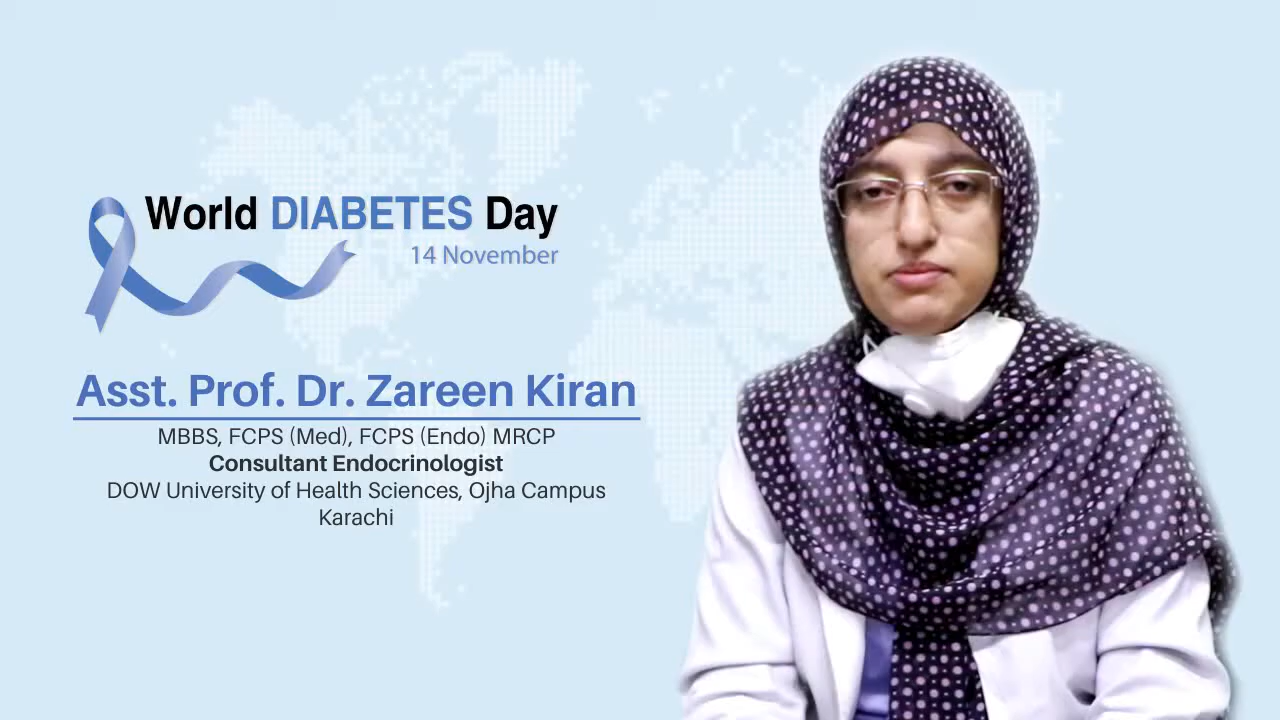 World DIABETES Day
14 November
Asst. Prof. Dr. Zareen Kiran
MBBS, FCPS (Med), FCPS (Endo) MRCP
Consultant Endocrinologist
DOW University of Health Sciences, Ojha Campus
Karachi